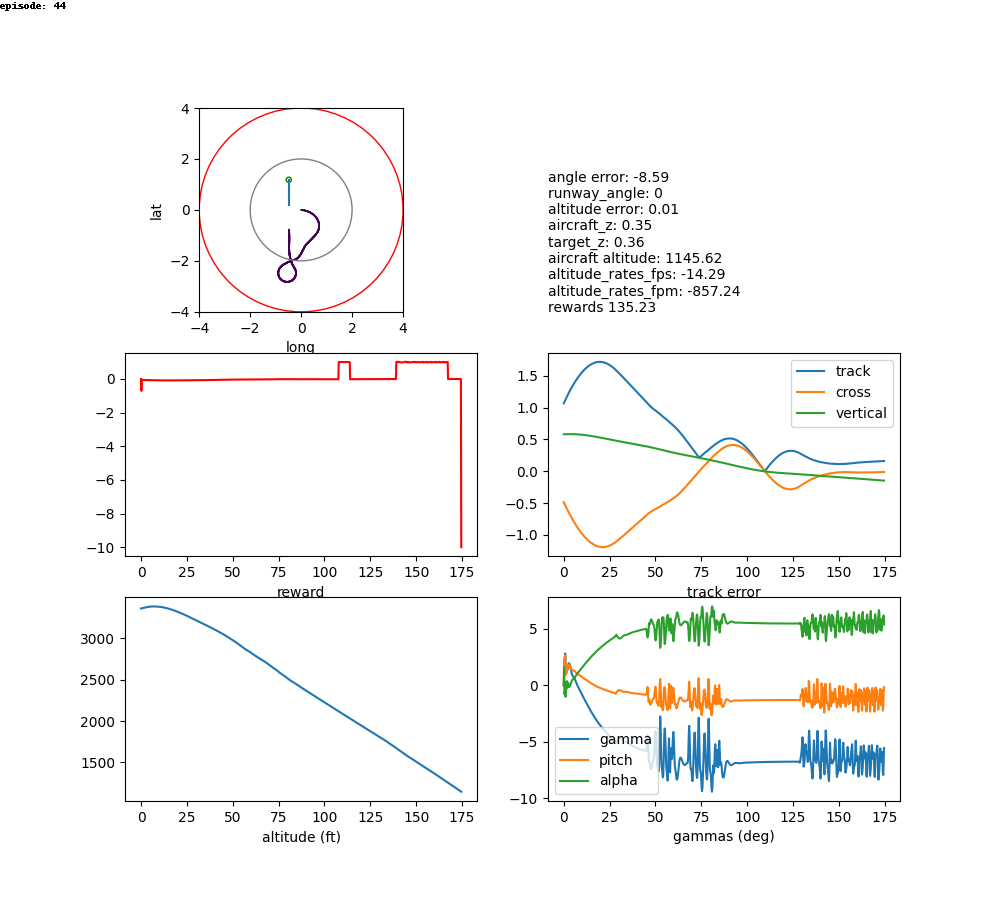 episode: 44
4
2
0
−2
−4
lat
−4 −2 0 2 4
long
angle error: -8.59
runway_angle: 0
altitude error: 0.01
aircraft_z: 0.35
target_z: 0.36
aircraft altitude: 1145.62
altitude_rates_fps: -14.29
altitude_rates_fpm: -857.24
rewards 135.23
0
−2
−4
−6
−8
−10
0 25 50 75 100 125 150 175
reward
1.5
1.0
0.5
0.0
−0.5
−1.0
track
cross
vertical
0 25 50 75 100 125 150 175
track error
3000
2500
2000
1500
0 25 50 75 100 125 150 175
altitude (ft)
5
0
−5
−10
gamma
pitch
alpha
0 25 50 75 100 125 150 175
gammas (deg)